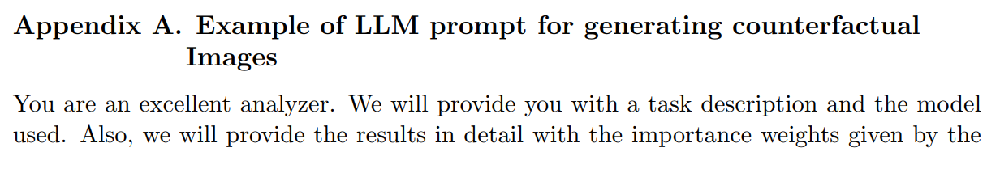 Appendix A. Example of LLM prompt for generating counterfactual
Images
You are an excellent analyzer. We will provide you with a task description and the model
used. Also, we will provide the results in detail with the importance weights given by the